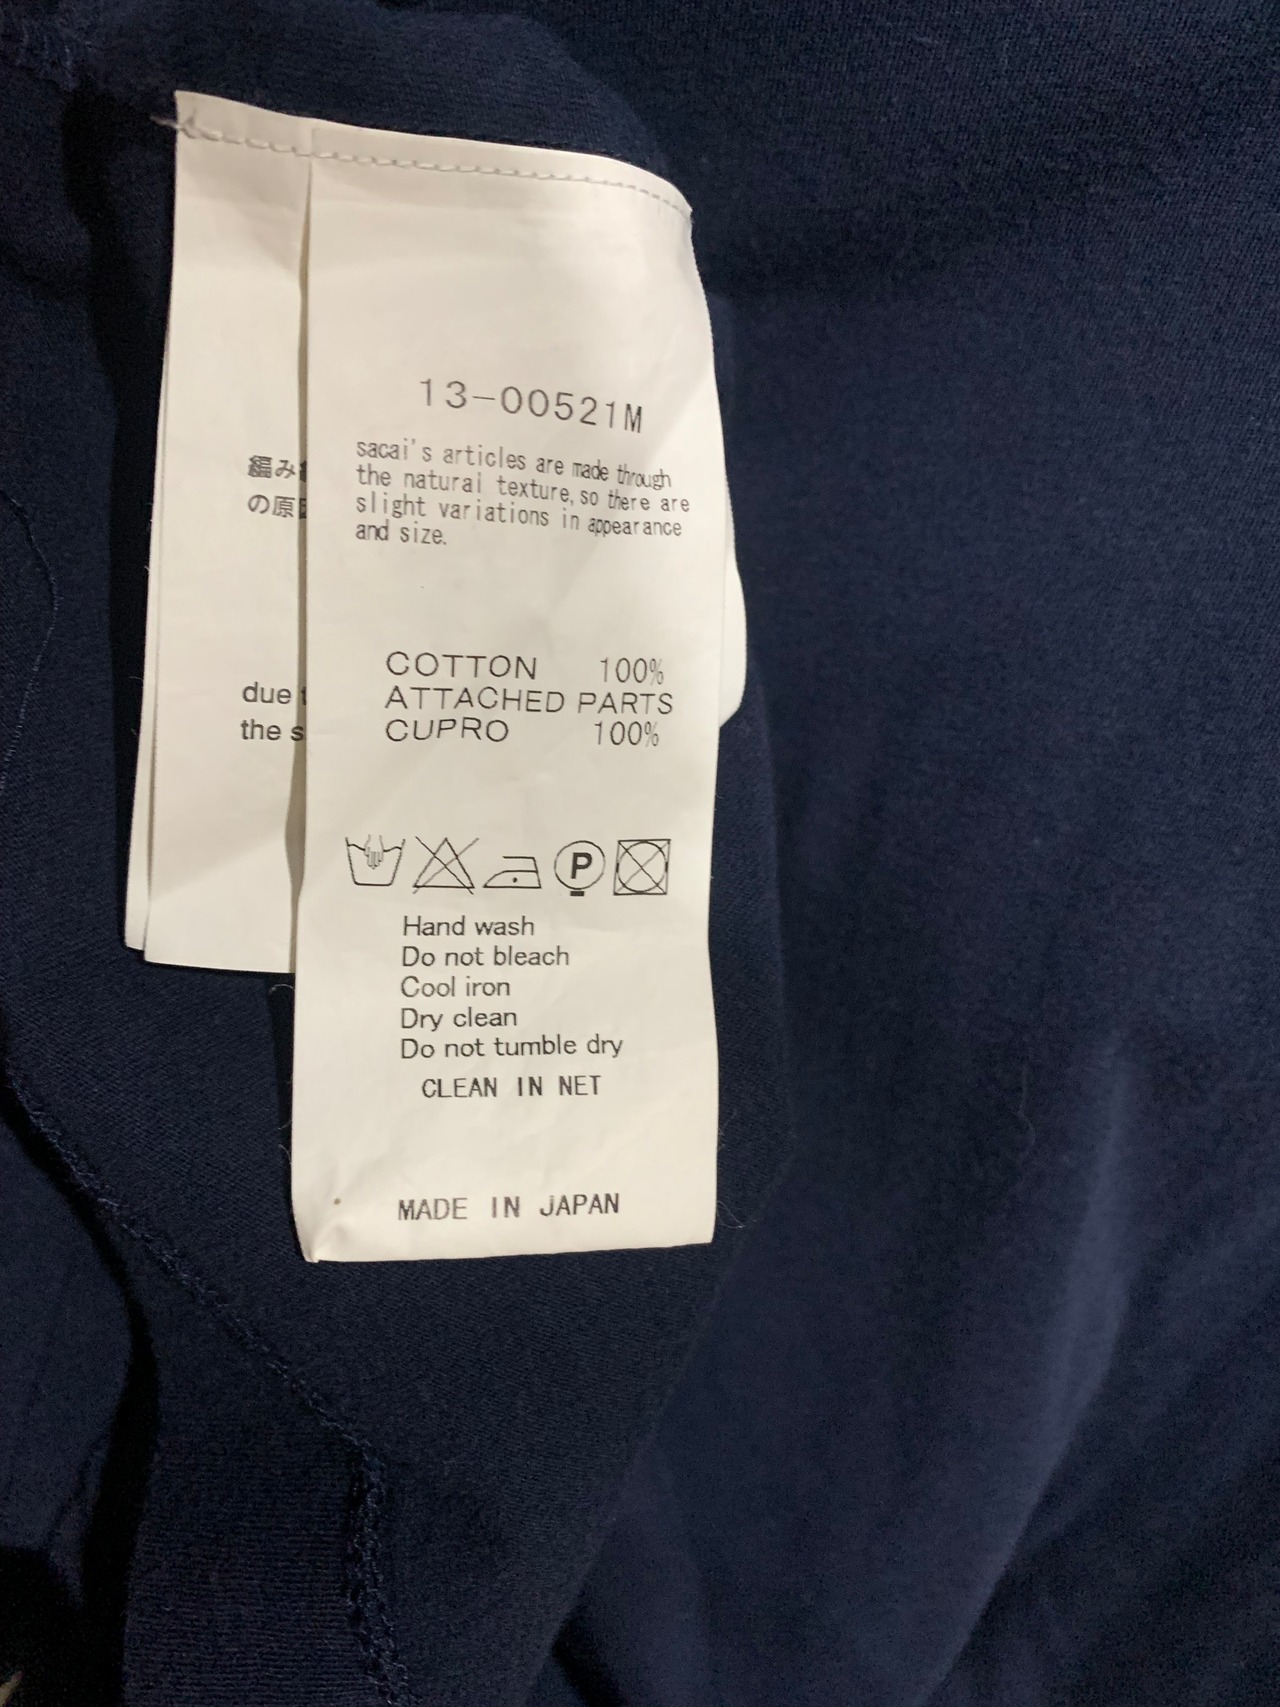 13-00521M
sacai's articles are made through
the natural texture, so there are
slight variations in appearance
and size.
COTTON 100%
ATTACHED PARTS
CUPRO 100%
P
Hand wash
Do not bleach
Cool iron
Dry clean
Do not tumble dry
CLEAN IN NET
MADE IN JAPAN
編み
の原
due
the s